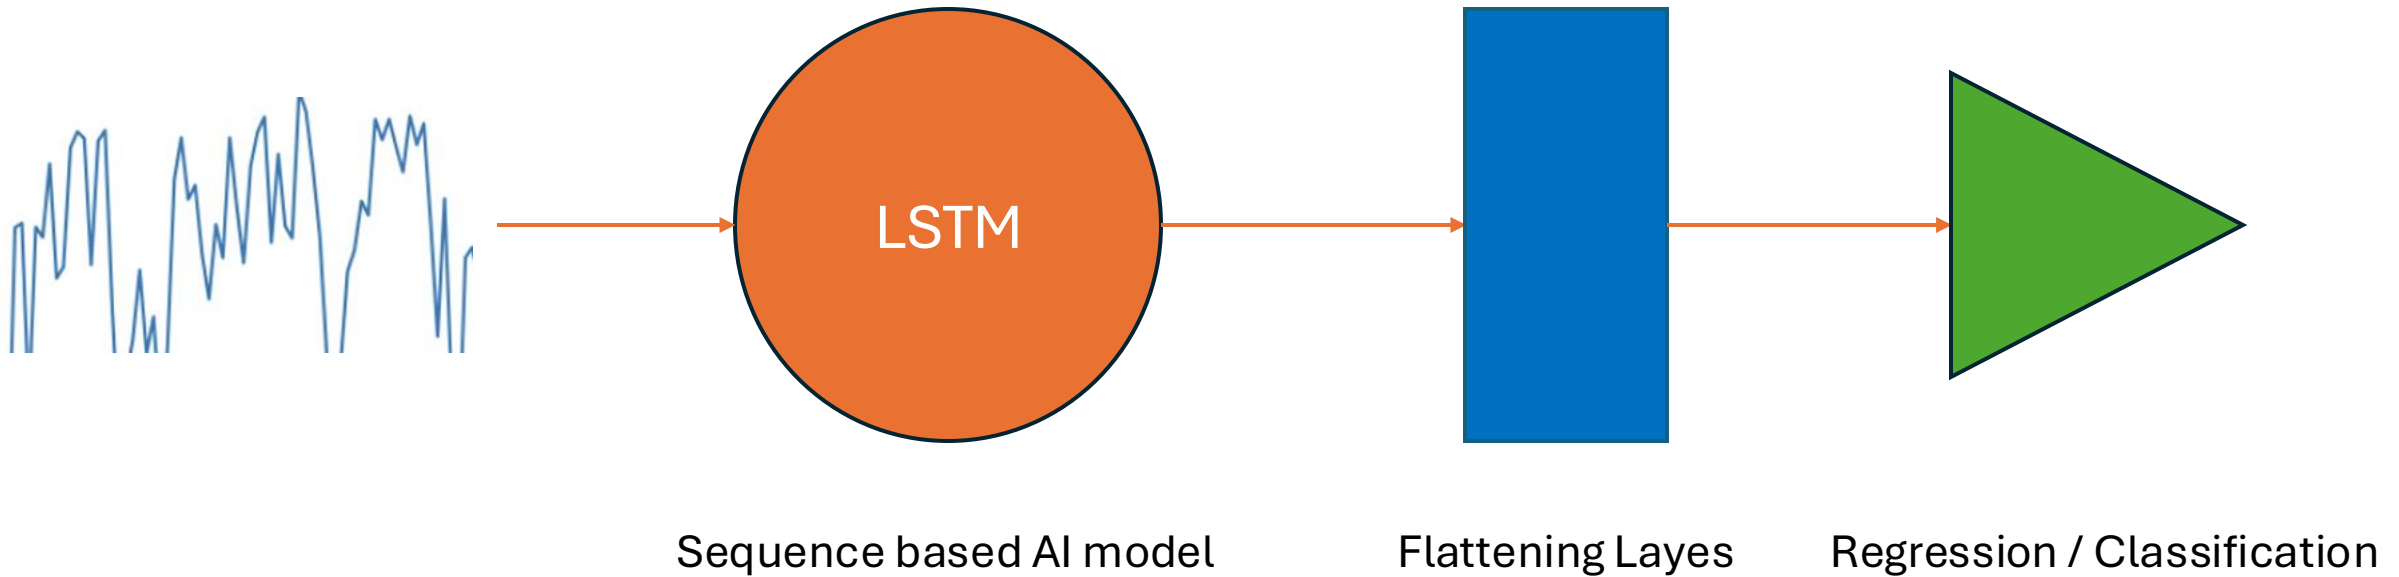 LSTM
Sequence based AI model
Flattening Layes
Regression / Classification